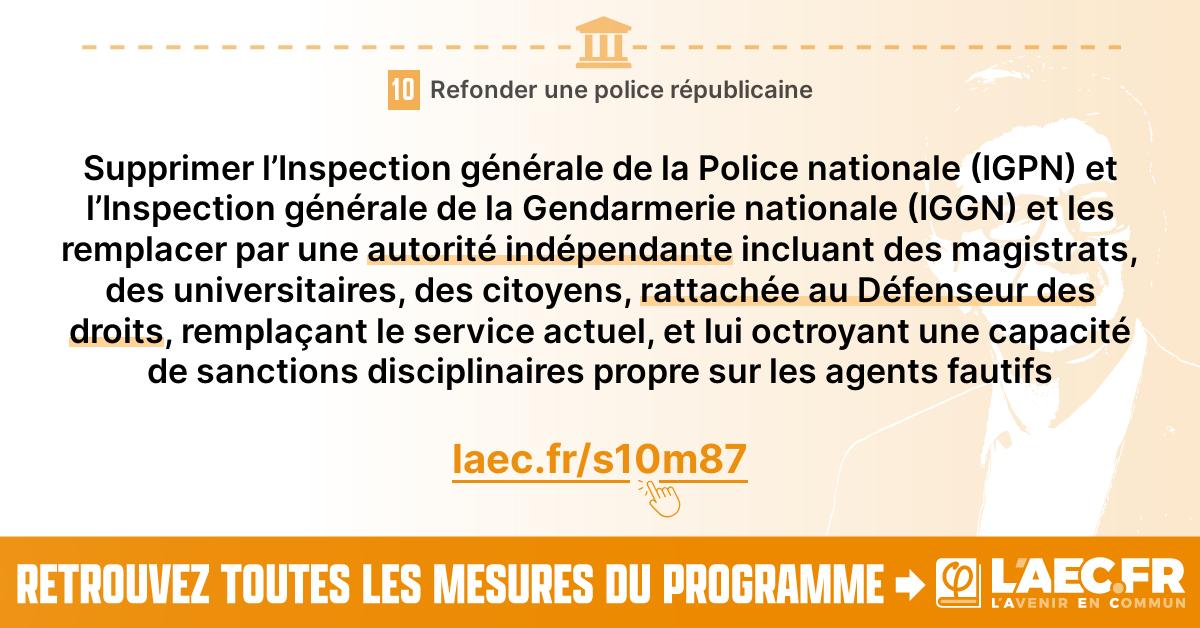 10 Refonder une police républicaine
Supprimer l’Inspection générale de la Police nationale (IGPN) et
l’Inspection générale de la Gendarmerie nationale (IGGN) et les
remplacer par une autorité indépendante incluant des magistrats,
des universitaires, des citoyens, rattachée au Défenseur des
droits, remplaçant le service actuel, et lui octroyant une capacité
de sanctions disciplinaires propre sur les agents fautifs
laec.fr/s10m87
RETROUVEZ TOUTES LES MESURES DU PROGRAMME
φ L'AEC.FR
L'AVENIR EN COMMUN